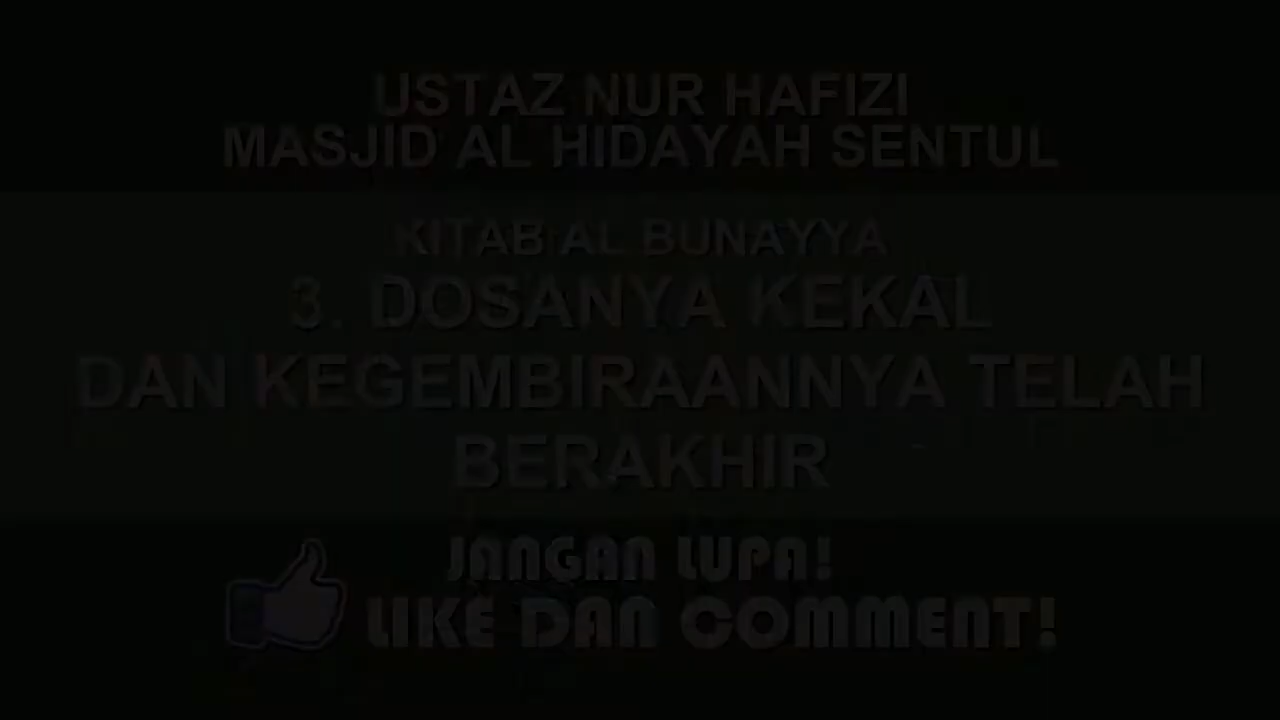 USTAZ NUR HAFIZI
MASJID AL HIDAYAH SENTUL
KITAB AL BUNAYYA
3. DOSANYA KEKAL
DAN KEGEMBIRAANNYA TELAH
BERAKHIR
JANGAN LUPA!
LIKE DAN COMMENT!